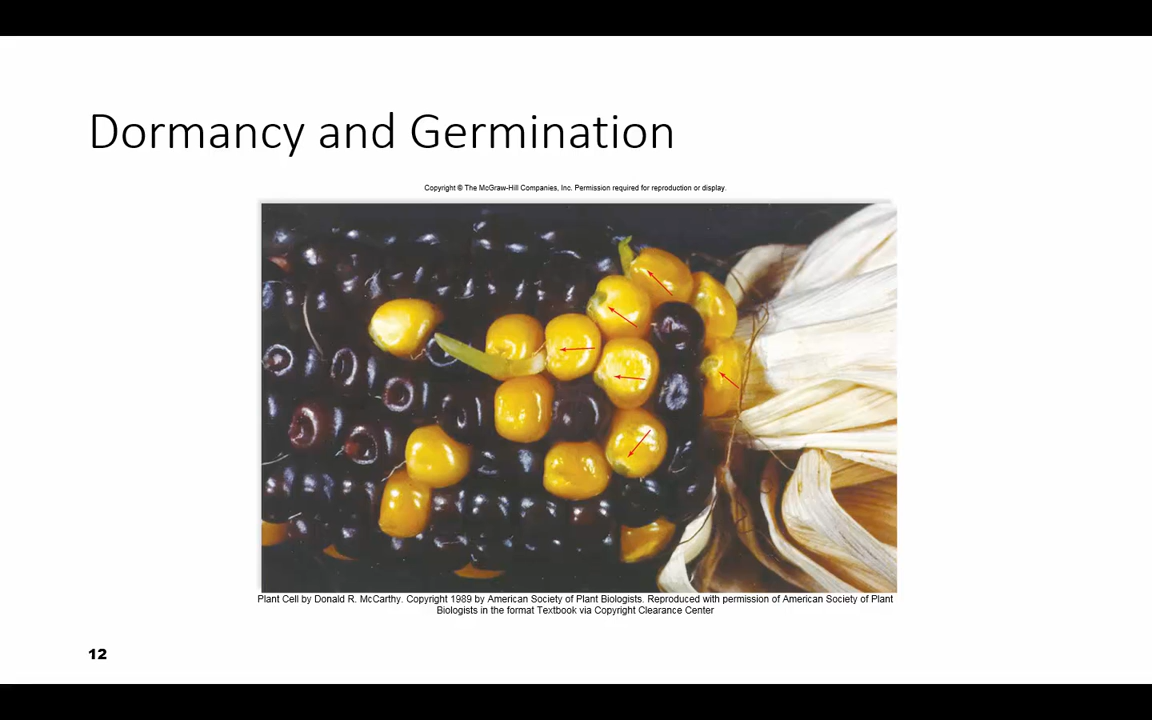 Dormancy and Germination
Copyright © The McGraw-Hill Companies, Inc. Permission required for reproduction or display.
Plant Cell by Donald R. McCarthy. Copyright 1989 by American Society of Plant Biologists. Reproduced with permission of American Society of Plant
Biologists in the format Textbook via Copyright Clearance Center
12